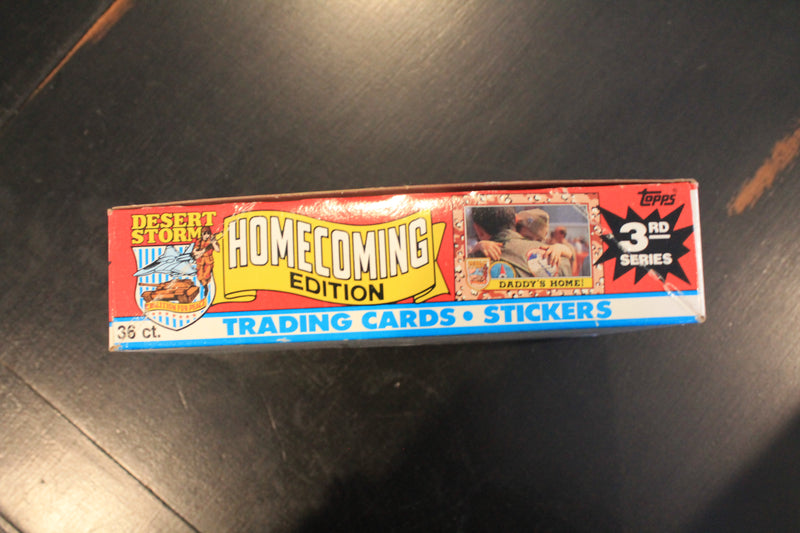 DESERT
STORM
HOMECOMING
EDITION
DADDY'S HOME!
TOPPS
3RD
SERIES
36 ct.
TRADING CARDS • STICKERS